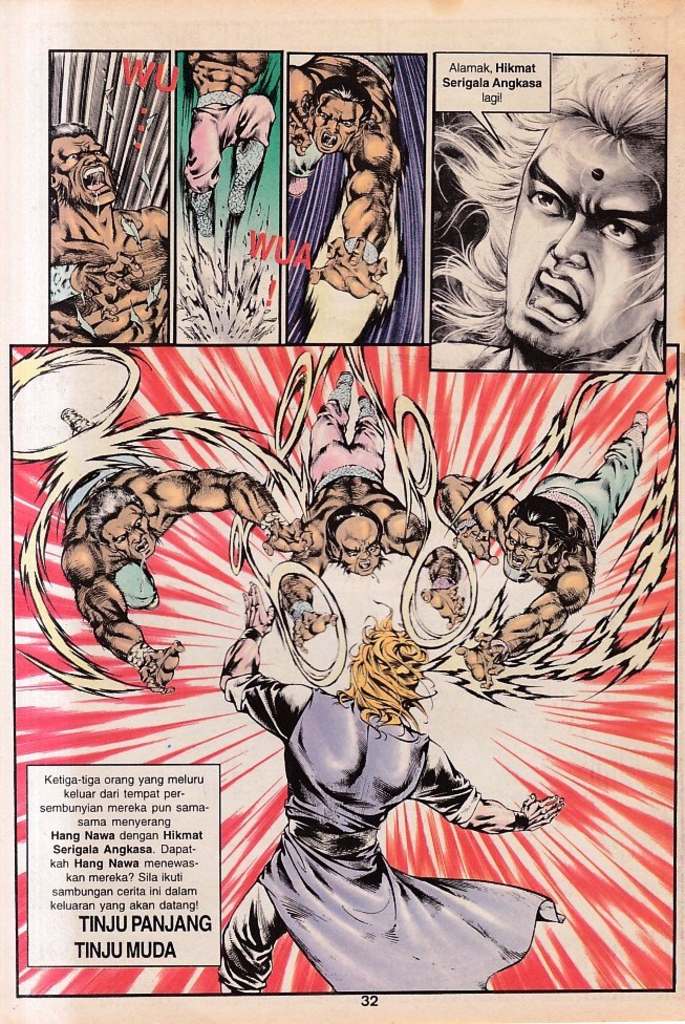 WU
...
WUA
!
Alamak, Hikmat
Serigala Angkasa
lagi!
Ketiga-tiga orang yang meluru
keluar dari tempat per-
sembunyian mereka pun sama-
sama menyerang
Hang Nawa dengan Hikmat
Serigala Angkasa. Dapat-
kah Hang Nawa menewas-
kan mereka? Sila ikuti
sambungan cerita ini dalam
keluaran yang akan datang!
TINJU PANJANG
TINJU MUDA
32